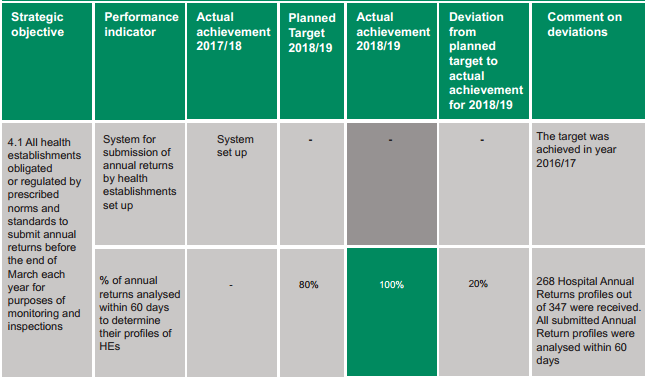 Strategic
objective
Performance
indicator
Actual
achievement
2017/18
Planned
Target
2018/19
Actual
achievement
2018/19
Deviation
from
planned
target to
actual
achievement
for 2018/19
Comment on
deviations
4.1 All health
establishments
obligated
or regulated by
prescribed
norms and
standards to
submit annual
returns before
the end of
March each
year for
purposes of
monitoring and
inspections
System for
submission of
annual returns
by health
establishments
set up
System
set up
-
-
-
The target was
achieved in year
2016/17
% of annual
returns analysed
within 60 days
to determine
their profiles of
HEs
-
80%
100%
20%
268 Hospital Annual
Returns profiles out
of 347 were received.
All submitted Annual
Return profiles were
analysed within 60
days